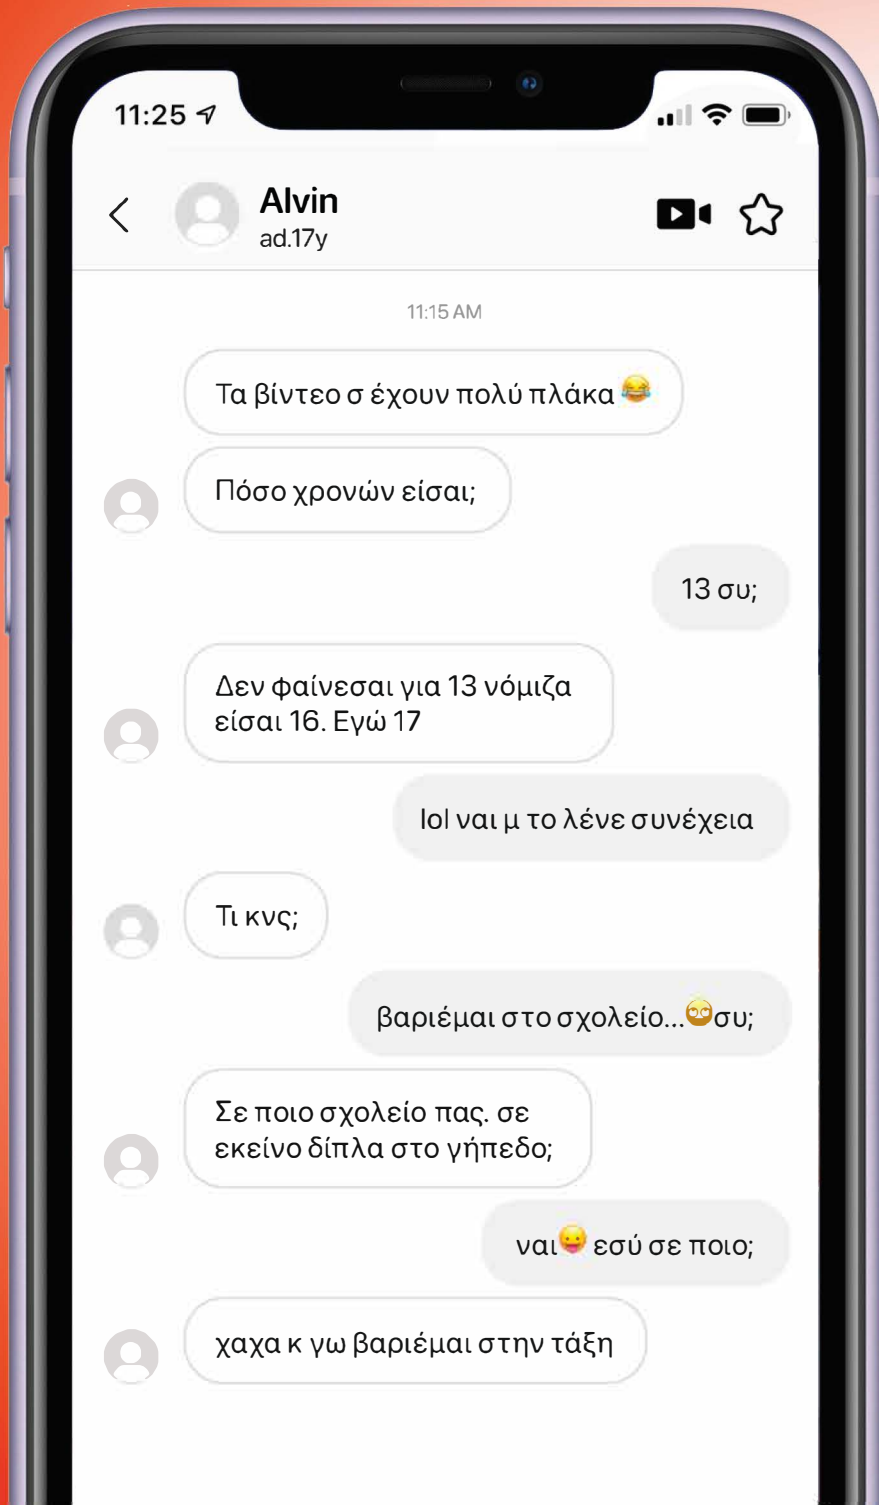 11:25
Alvin
ad.17y
11:15 AM
Τα βίντεο σ έχουν πολύ πλάκα 😂
Πόσο χρονών είσαι;
13 συ;
Δεν φαίνεσαι για 13 νόμιζα
είσαι 16. Εγώ 17
lol ναι μ το λένε συνέχεια
Τι κνς;
βαριέμαι στο σχολείο...🙄συ;
Σε ποιο σχολείο πας. σε
εκείνο δίπλα στο γήπεδο;
ναι😛 εσύ σε ποιο;
χαχα κ γω βαριέμαι στην τάξη